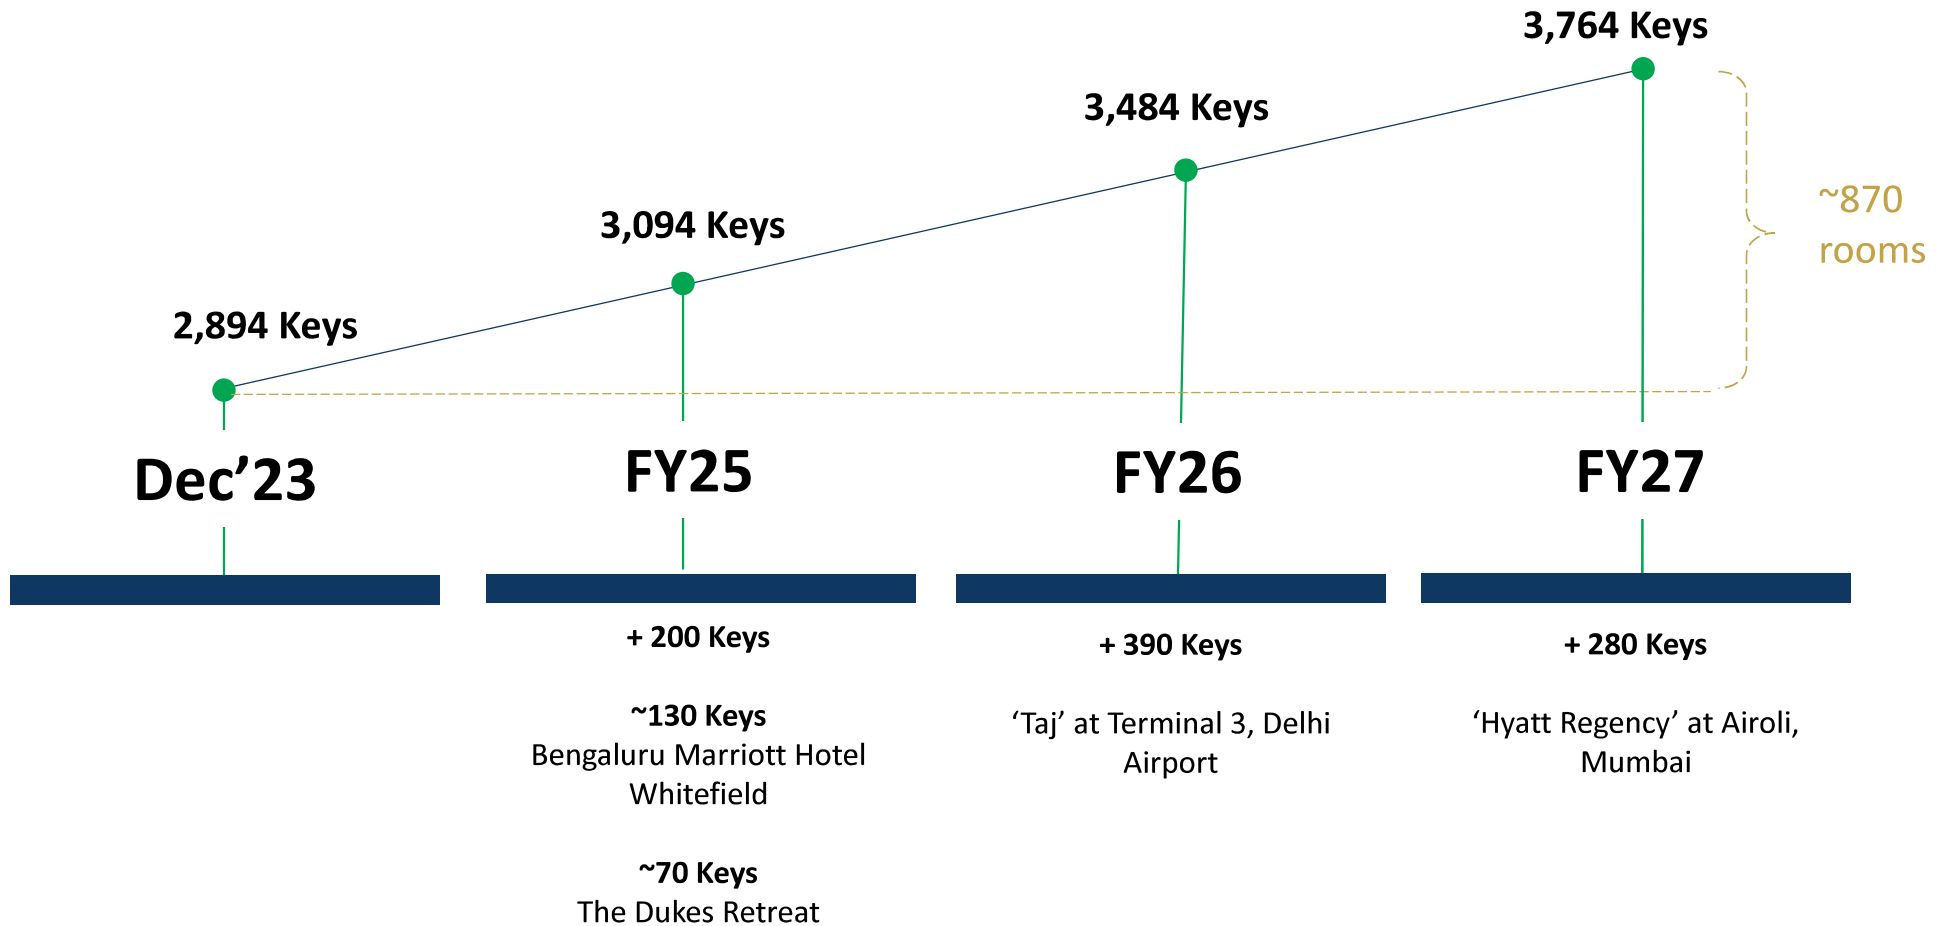 3,764 Keys
3,484 Keys
3,094 Keys
2,894 Keys
~870
rooms
Dec’23
FY25
FY26
FY27
+ 200 Keys
~130 Keys
Bengaluru Marriott Hotel
Whitefield
~70 Keys
The Dukes Retreat
+ 390 Keys
‘Taj’ at Terminal 3, Delhi
Airport
+ 280 Keys
‘Hyatt Regency’ at Airoli,
Mumbai